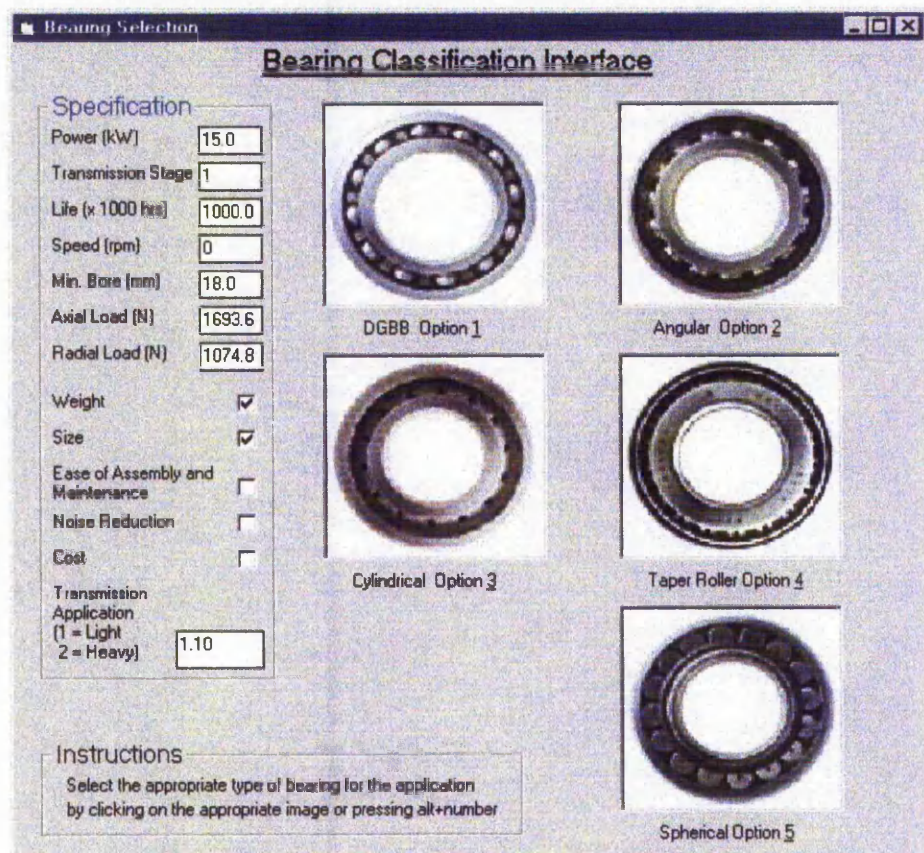 Bearing Selection
Bearing Classification Interface
Specification
Power (kW) 15.0
Transmission Stage 1
Life (x 1000 hrs) 1000.0
Speed (rpm) 0
Min. Bore (mm) 18.0
Axial Load (N) 1693.6
Radial Load (N) 1074.8
Weight
Size
Ease of Assembly and
Maintenance
Noise Reduction
Cost
Transmission
Application
(1 = Light
2 = Heavy) 1.10
DGBB Option 1
Angular Option 2
Cylindrical Option 3
Taper Roller Option 4
Spherical Option 5
Instructions
Select the appropriate type of bearing for the application
by clicking on the appropriate image or pressing alt+number